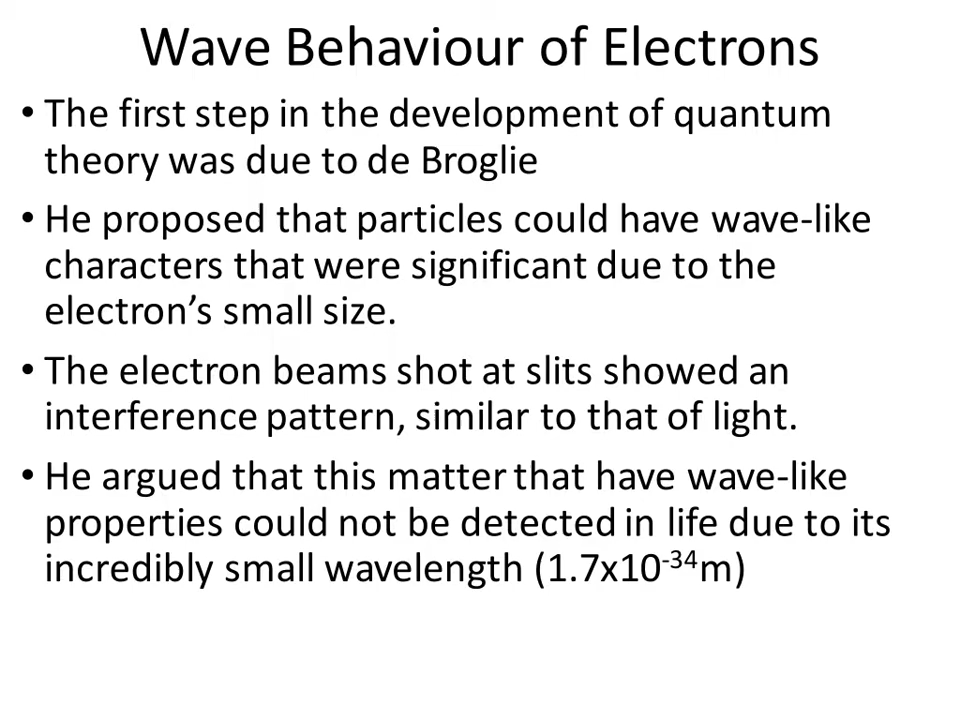 Wave Behaviour of Electrons
• The first step in the development of quantum
theory was due to de Broglie
• He proposed that particles could have wave-like
characters that were significant due to the
electron’s small size.
• The electron beams shot at slits showed an
interference pattern, similar to that of light.
• He argued that this matter that have wave-like
properties could not be detected in life due to its
incredibly small wavelength (1.7x10⁻³⁴m)